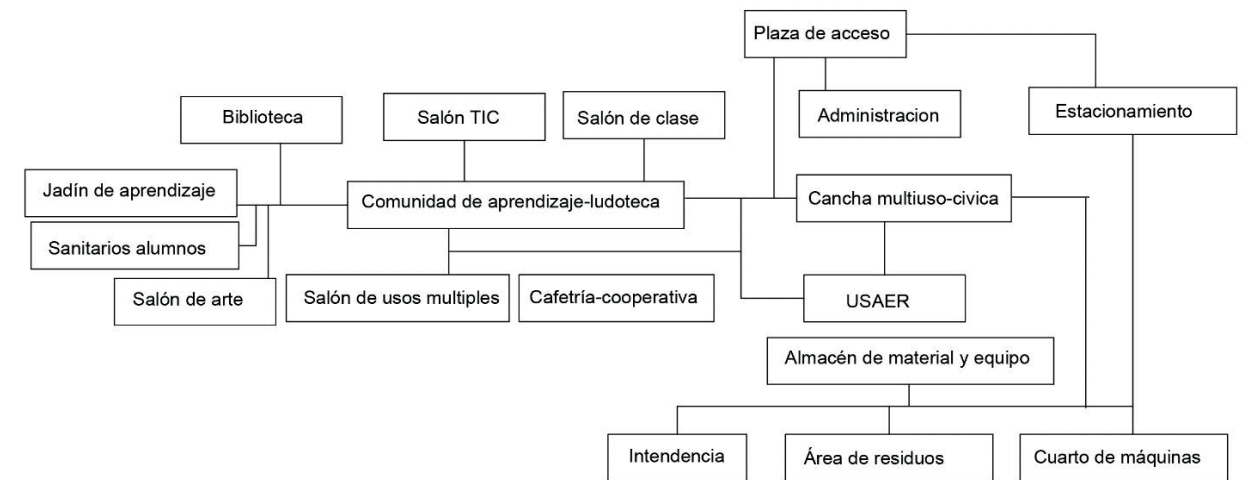 Plaza de acceso
Biblioteca
Salón TIC
Salón de clase
Administracion
Estacionamiento
Jadín de aprendizaje
Comunidad de aprendizaje-ludoteca
Cancha multiuso-civica
Sanitarios alumnos
Salón de arte
Salón de usos multiples
Cafetría-cooperativa
USAER
Almacén de material y equipo
Intendencia
Área de residuos
Cuarto de máquinas